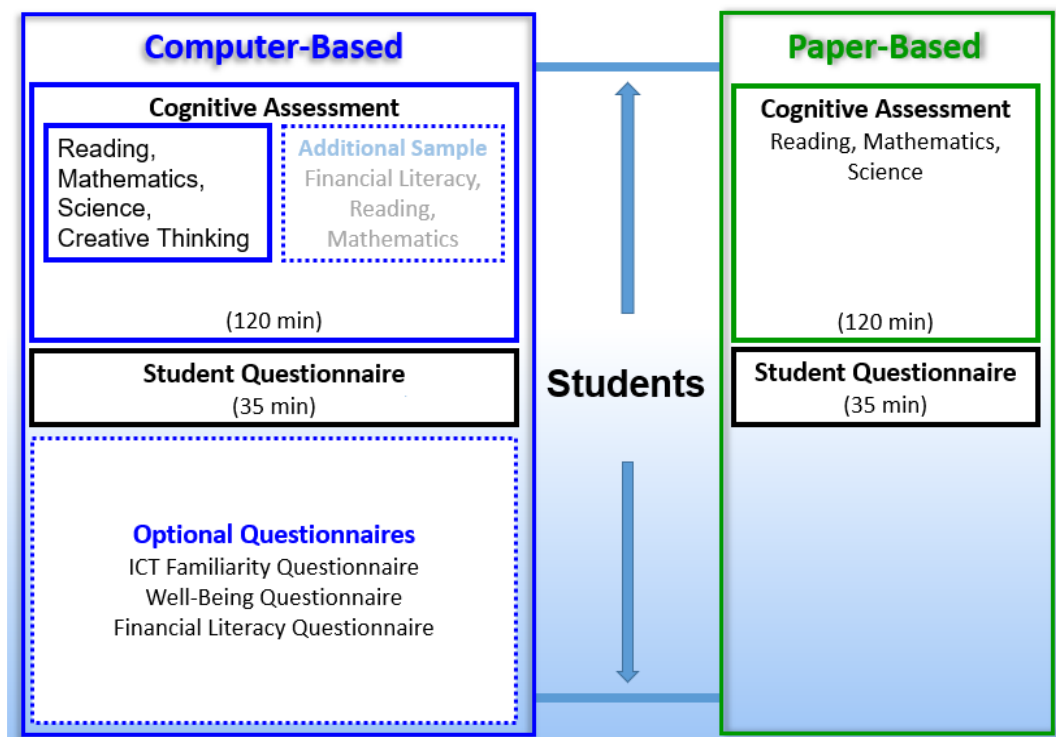 Computer-Based
Cognitive Assessment
Reading,
Mathematics,
Science,
Creative Thinking
Additional Sample
Financial Literacy,
Reading,
Mathematics
(120 min)
Student Questionnaire
(35 min)
Optional Questionnaires
ICT Familiarity Questionnaire
Well-Being Questionnaire
Financial Literacy Questionnaire
Students
Paper-Based
Cognitive Assessment
Reading, Mathematics,
Science
(120 min)
Student Questionnaire
(35 min)